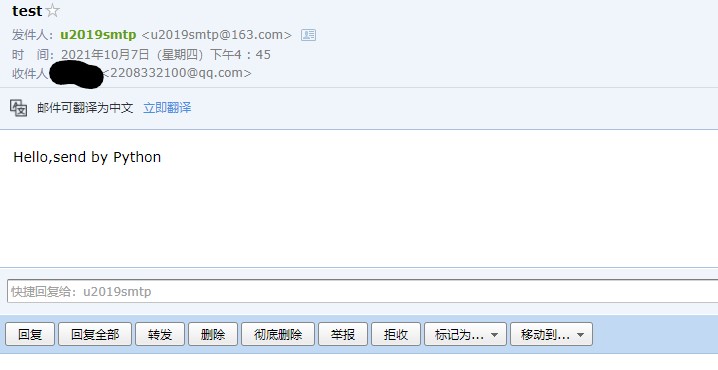 test
发件人：u2019smtp <u2019smtp@163.com>
时 间：2021年10月7日（星期四）下午4：45
收件人 <2208332100@qq.com>
邮件可翻译为中文 立即翻译
Hello,send by Python
快捷回复给：u2019smtp
回复 回复全部 转发 删除 彻底删除 举报 拒收 标记为... 移动到...